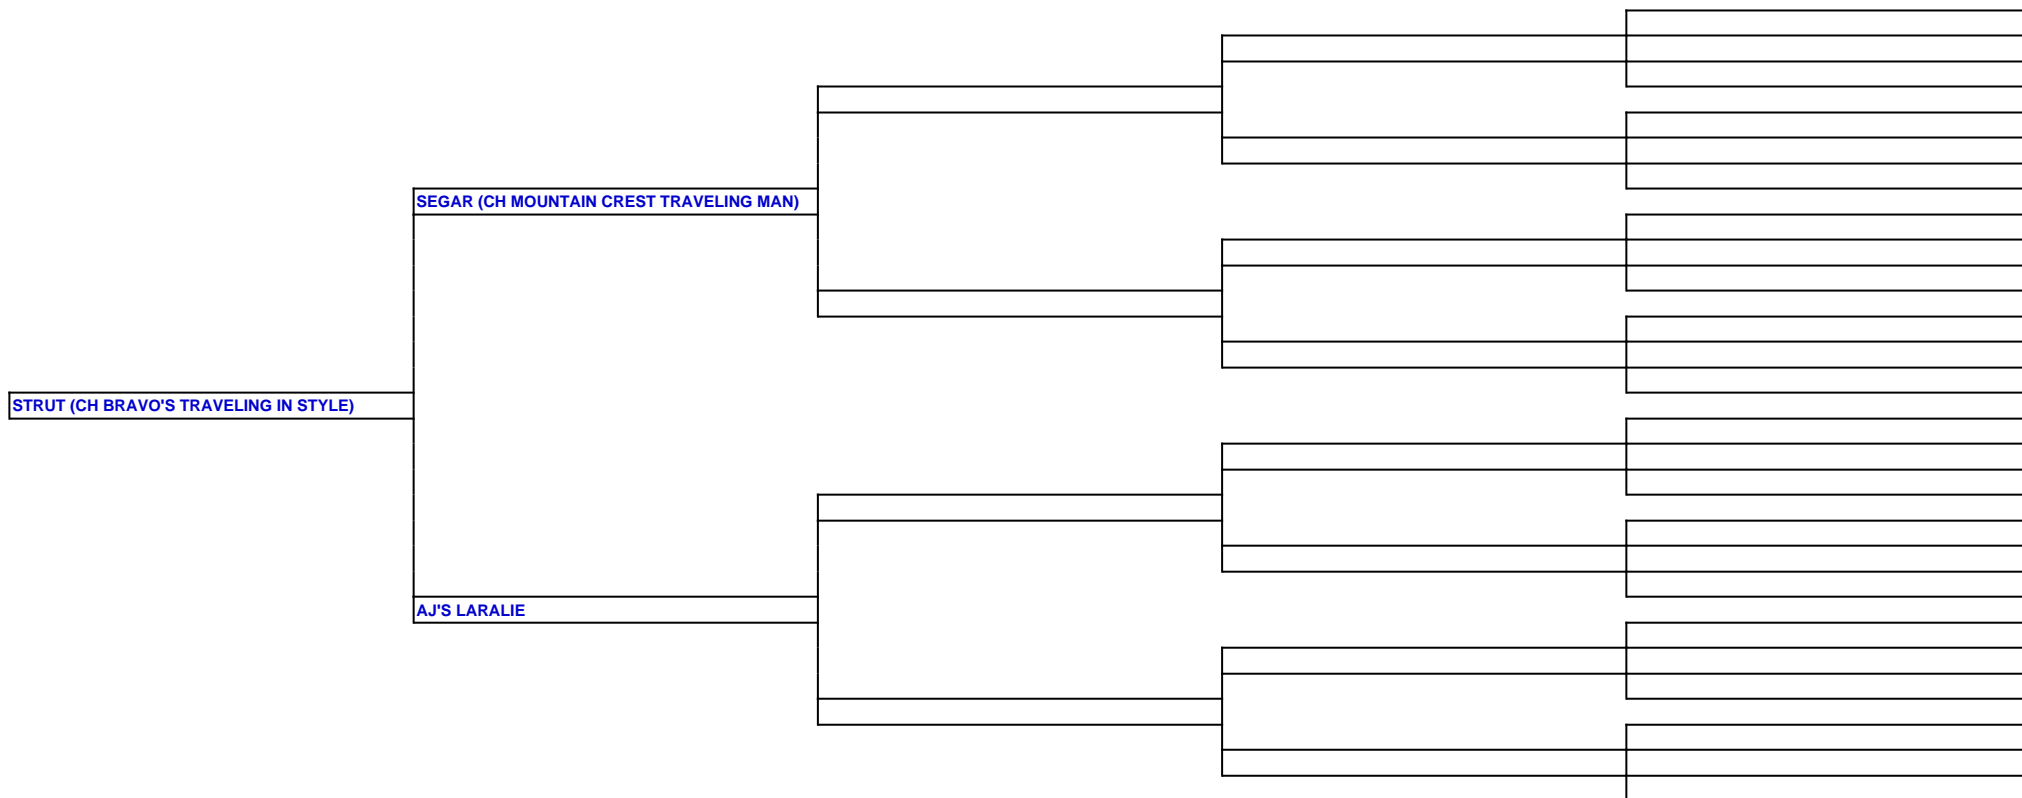 SEGAR (CH MOUNTAIN CREST TRAVELING MAN)
STRUT (CH BRAVO'S TRAVELING IN STYLE)
AJ'S LARALIE